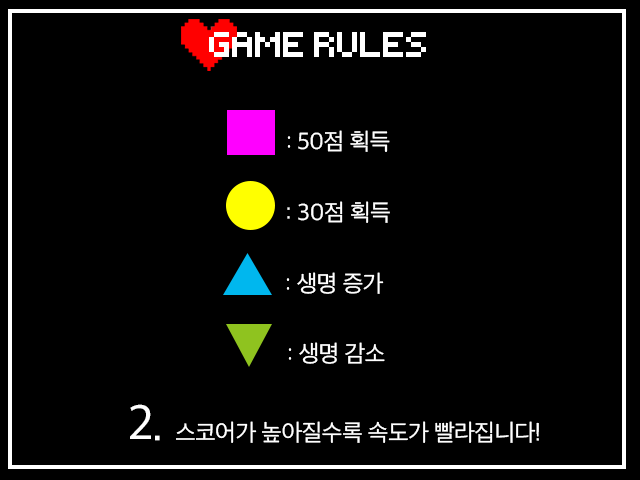 GAME RULES
: 50점 획득
: 30점 획득
: 생명 증가
: 생명 감소
2. 스코어가 높아질수록 속도가 빨라집니다!